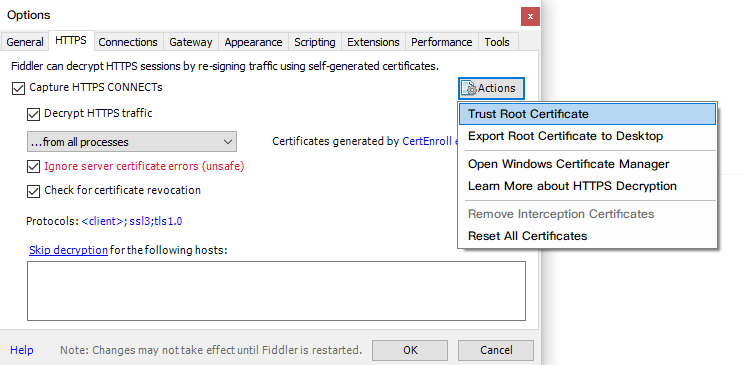 Options
x
General HTTPS Connections Gateway Appearance Scripting Extensions Performance Tools
Fiddler can decrypt HTTPS sessions by re-signing traffic using self-generated certificates.
Capture HTTPS CONNECTs
Actions
Decrypt HTTPS traffic
Trust Root Certificate
...from all processes
Certificates generated by CertEnroll e
Export Root Certificate to Desktop
Ignore server certificate errors (unsafe)
Open Windows Certificate Manager
Check for certificate revocation
Learn More about HTTPS Decryption
Remove Interception Certificates
Protocols: <client>;ssl3;tls1.0
Reset All Certificates
Skip decryption for the following hosts:
Help
Note: Changes may not take effect until Fiddler is restarted.
OK
Cancel